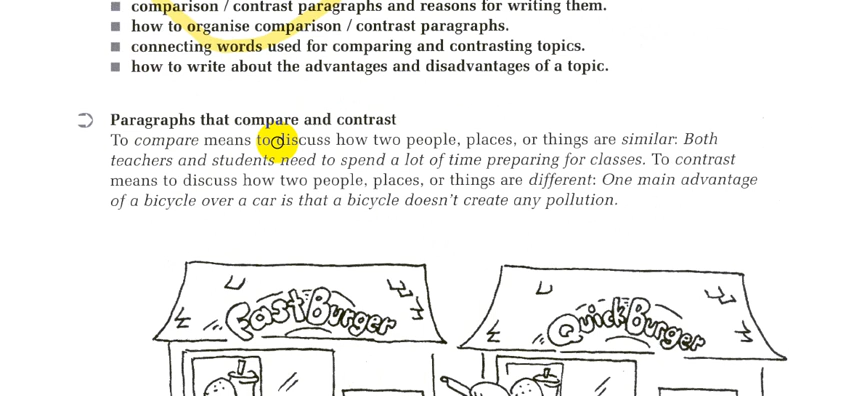 comparison / contrast paragraphs and reasons for writing them.
how to organise comparison / contrast paragraphs.
connecting words used for comparing and contrasting topics.
how to write about the advantages and disadvantages of a topic.
Paragraphs that compare and contrast
To compare means to discuss how two people, places, or things are similar: Both
teachers and students need to spend a lot of time preparing for classes. To contrast
means to discuss how two people, places, or things are different: One main advantage
of a bicycle over a car is that a bicycle doesn't create any pollution.
FastBurger
QuickBurger